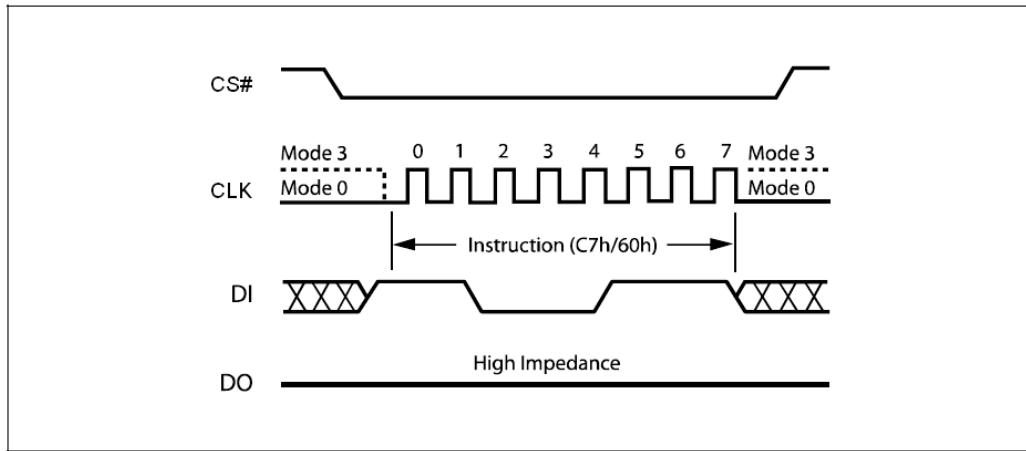 CS#
Mode 3 0 1 2 3 4 5 6 7 Mode 3
CLK Mode 0 Mode 0
Instruction (C7h/60h)
DI
High Impedance
DO